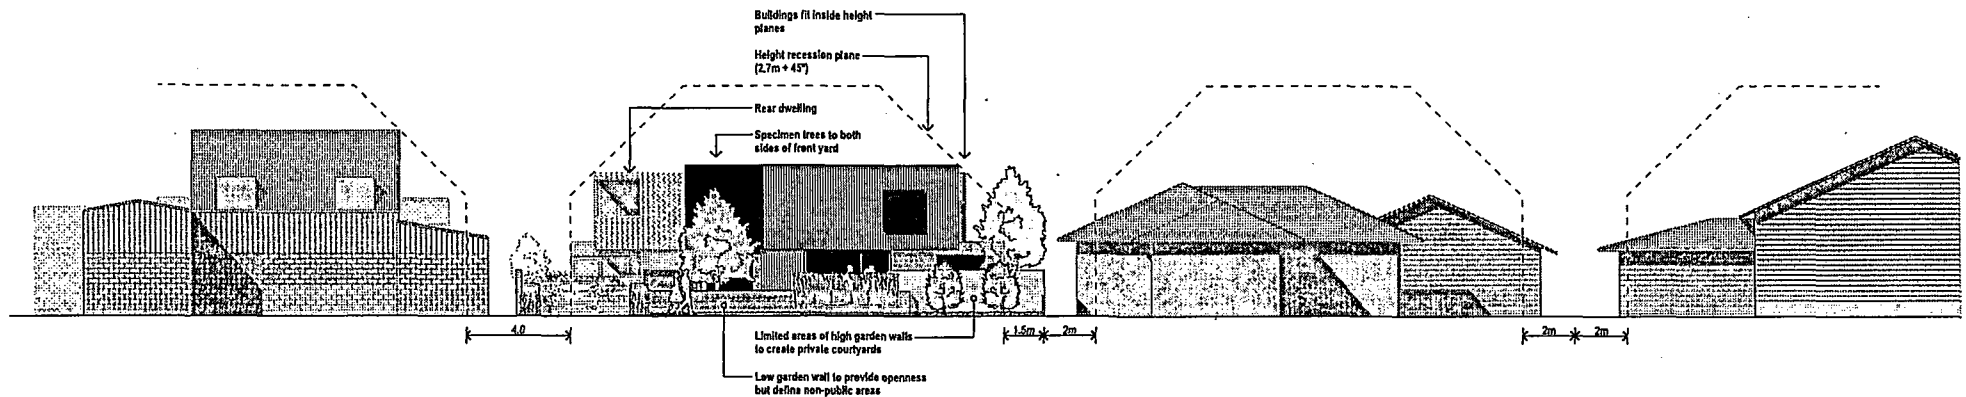 Buildings fit inside height
planes
Height recession plane
(2.7m + 45°)
Rear dwelling
Specimen trees to both
sides of front yard
4.0
1.5m
2m
2m
2m
Limited areas of high garden walls
to create private courtyards
Low garden wall to provide openness
but define non-public areas